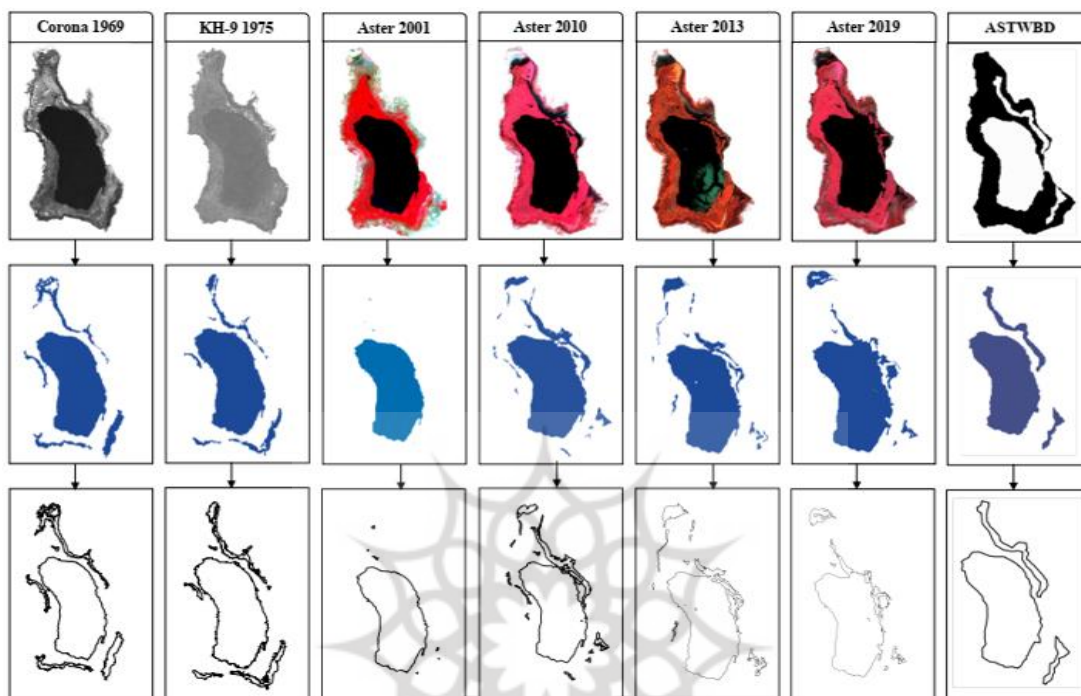 Corona 1969
KH-9 1975
Aster 2001
Aster 2010
Aster 2013
Aster 2019
ASTWBD